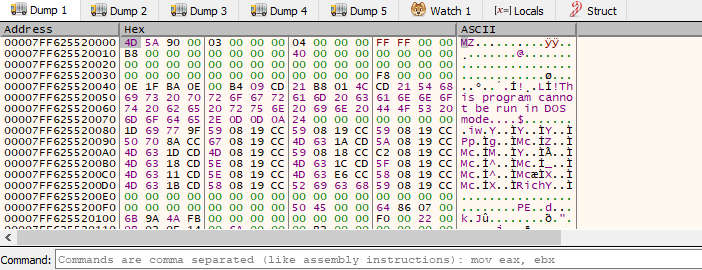 Dump 1 Dump 2 Dump 3 Dump 4 Dump 5 Watch 1 [x=] Locals Struct
Address Hex ASCII
00007FF625520000 4D 5A 90 00 03 00 00 00 04 00 00 00 FF FF 00 00 MZ..........ÿÿ..
00007FF625520010 B8 00 00 00 00 00 00 00 40 00 00 00 00 00 00 00 ¸.......@.......
00007FF625520020 00 00 00 00 00 00 00 00 00 00 00 00 00 00 00 00 ................
00007FF625520030 00 00 00 00 00 00 00 00 00 00 00 00 F8 00 00 00 ............ø...
00007FF625520040 0E 1F BA 0E 00 B4 09 CD 21 B8 01 4C CD 21 54 68 ..º..´.Í!¸.LÍ!Th
00007FF625520050 69 73 20 70 72 6F 67 72 61 6D 20 63 61 6E 6E 6F is program canno
00007FF625520060 74 20 62 65 20 72 75 6E 20 69 6E 20 44 4F 53 20 t be run in DOS
00007FF625520070 6D 6F 64 65 2E 0D 0D 0A 24 00 00 00 00 00 00 00 mode....$.......
00007FF625520080 1D 69 77 9F 59 08 19 CC 59 08 19 CC 59 08 19 CC .iw.Y..ÌY..ÌY..Ì
00007FF625520090 50 70 8A CC 67 08 19 CC 4D 63 1A CD 5A 08 19 CC Pp.Ìg..ÌMc.ÍZ..Ì
00007FF6255200A0 4D 63 1D CD 4D 08 19 CC 59 08 18 CC C2 08 19 CC Mc.ÍM..ÌY..ÌÂ..Ì
00007FF6255200B0 4D 63 18 CD 5E 08 19 CC 4D 63 1C CD 5F 08 19 CC Mc.Í^..ÌMc.Í_..Ì
00007FF6255200C0 4D 63 11 CD 5E 08 19 CC 4D 63 E6 CC 58 08 19 CC Mc.Í^..ÌMcæÌX..Ì
00007FF6255200D0 4D 63 1B CD 58 08 19 CC 52 69 63 68 59 08 19 CC Mc.ÍX..ÌRichY..Ì
00007FF6255200E0 00 00 00 00 00 00 00 00 00 00 00 00 00 00 00 00 ................
00007FF6255200F0 00 00 00 00 00 00 00 00 50 45 00 00 64 86 07 00 ........PE..d...
00007FF625520100 6B 9A 4A FB 00 00 00 00 00 00 00 00 F0 00 22 00 k.Jû........ð.".
Command: Commands are comma separated (like assembly instructions): mov eax, ebx